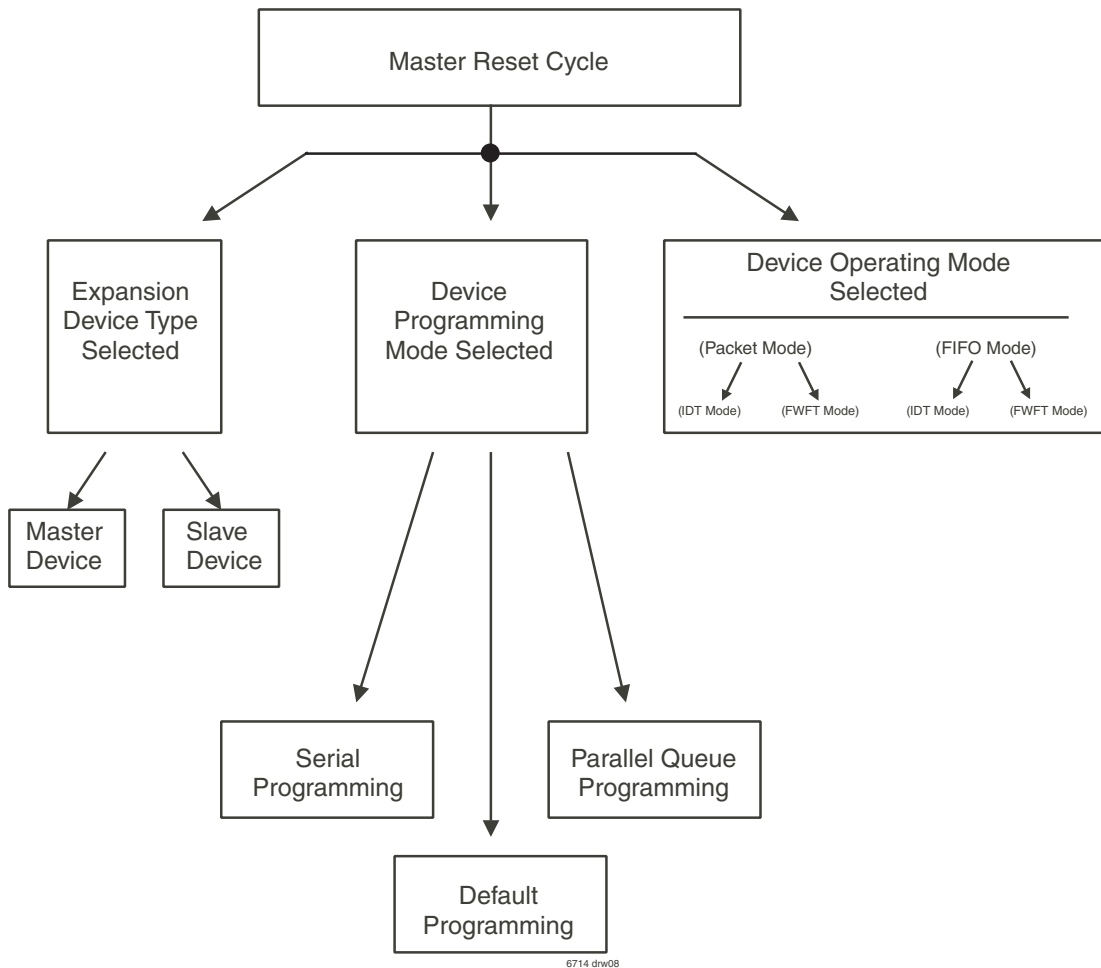 Master Reset Cycle
Expansion
Device Type
Selected
Device
Programming
Mode Selected
Device Operating Mode
Selected
(Packet Mode)
(FIFO Mode)
(IDT Mode)
(FWFT Mode)
(IDT Mode)
(FWFT Mode)
Master
Device
Slave
Device
Serial
Programming
Parallel Queue
Programming
Default
Programming
6714 drw08